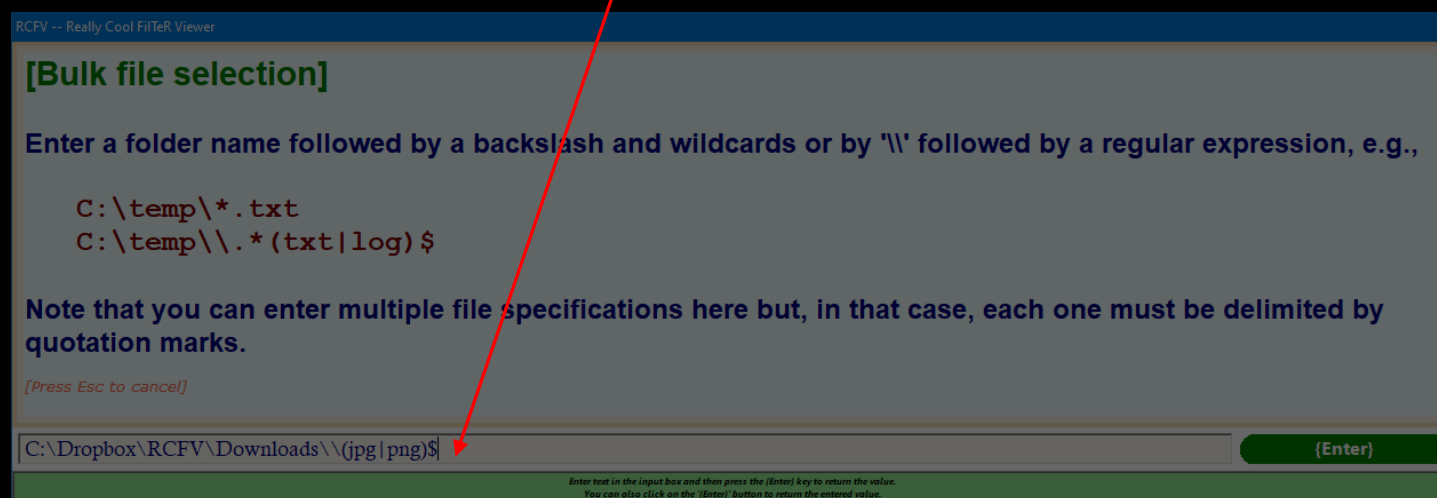 RCFV -- Really Cool FilTeR Viewer
[Bulk file selection]
Enter a folder name followed by a backslash and wildcards or by '\\' followed by a regular expression, e.g.,
C:\temp\*.txt
C:\temp\\.*(txt|log)$
Note that you can enter multiple file specifications here but, in that case, each one must be delimited by
quotation marks.
[Press Esc to cancel]
C:\Dropbox\RCFV\Downloads\\(jpg|png)$
{Enter}
Enter text in the input box and then press the {Enter} key to return the value.
You can also click on the '{Enter}' button to return the entered value.